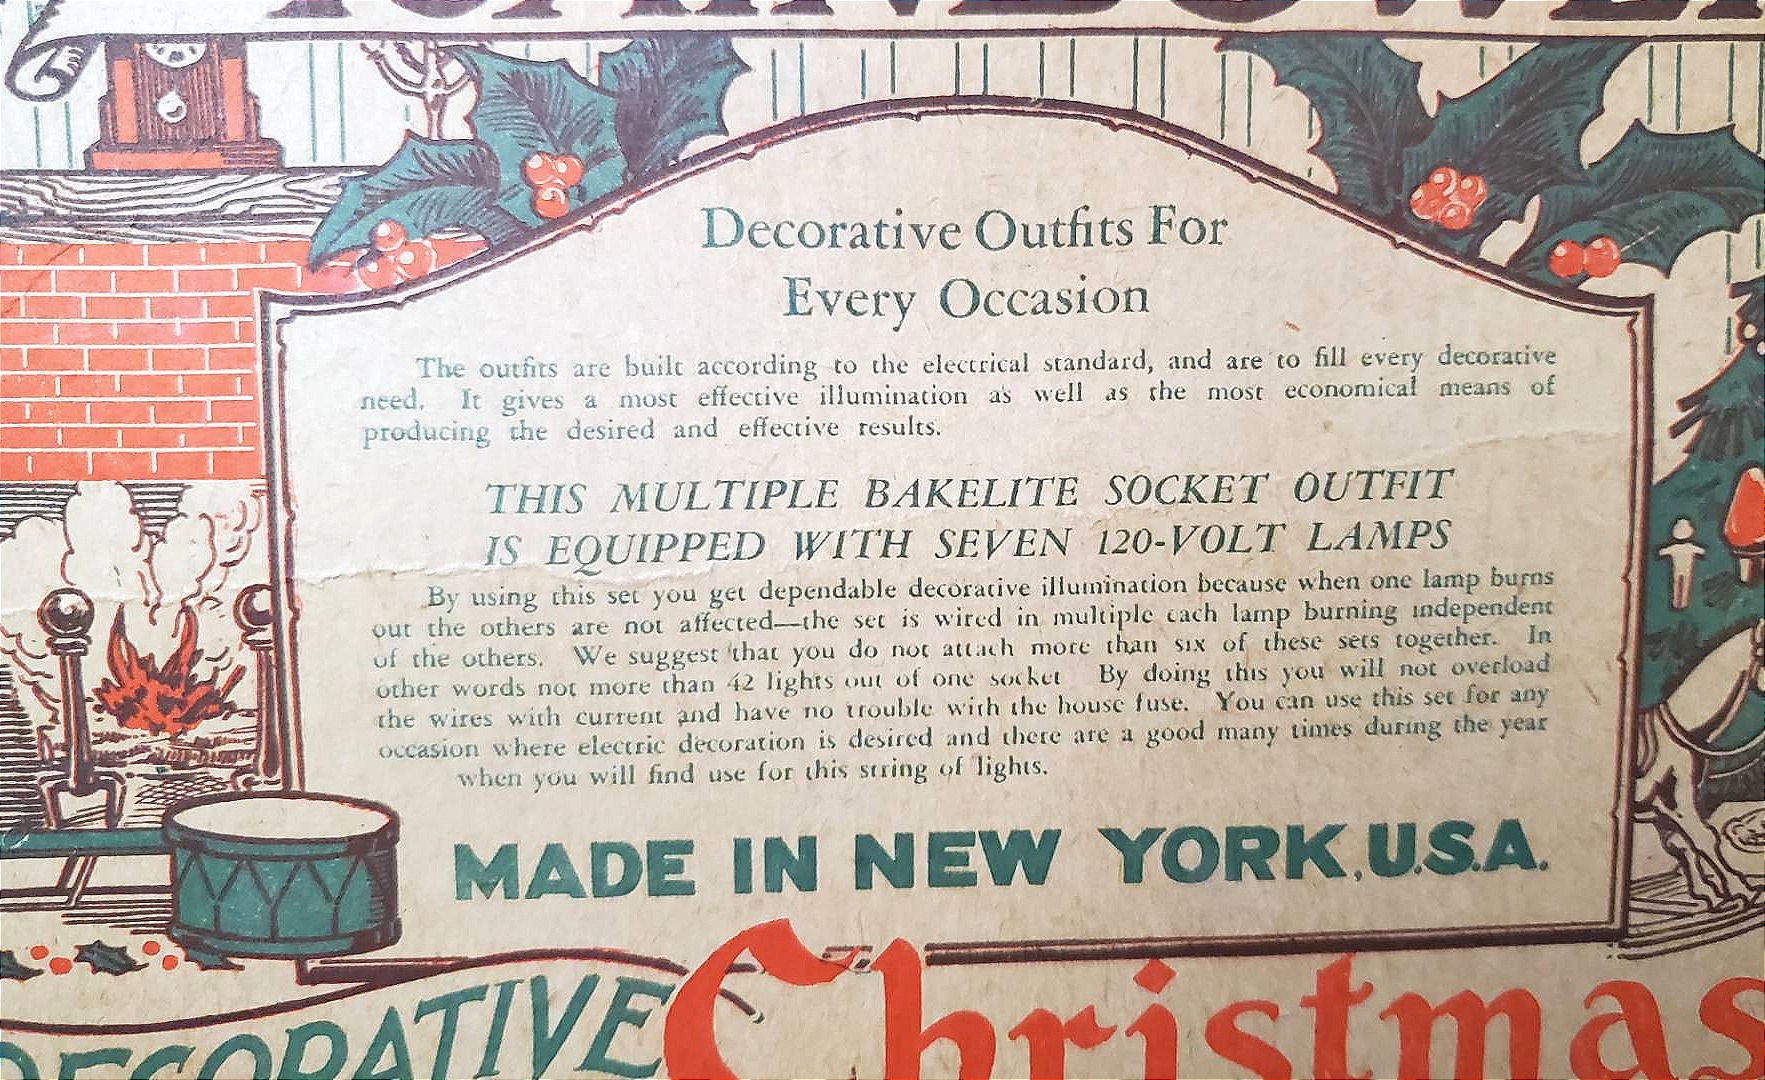 Decorative Outfits For
Every Occasion
The outfits are built according to the electrical standard, and are to fill every decorative
need. It gives a most effective illumination as well as the most economical means of
producing the desired and effective results.
THIS MULTIPLE BAKELITE SOCKET OUTFIT
IS EQUIPPED WITH SEVEN 120-VOLT LAMPS
By using this set you get dependable decorative illumination because when one lamp burns
out the others are not affected—the set is wired in multiple each lamp burning independent
of the others. We suggest that you do not attach more than six of these sets together. In
other words not more than 42 lights out of one socket By doing this you will not overload
the wires with current and have no trouble with the house fuse. You can use this set for any
occasion where electric decoration is desired and there are a good many times during the year
when you will find use for this string of lights.
MADE IN NEW YORK, U.S.A.
DECORATIVE Christmas